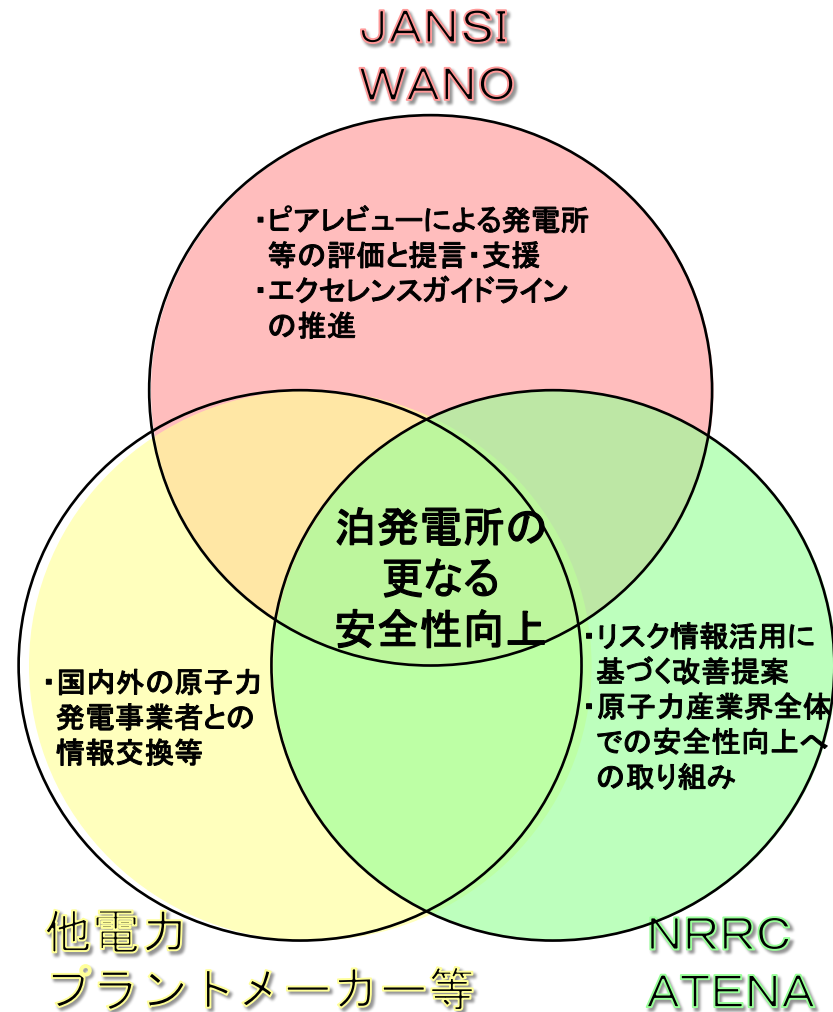 JANSI
WANO
・ピアレビューによる発電所
等の評価と提言・支援
・エクセレンスガイドライン
の推進
泊発電所の
更なる
安全性向上
・国内外の原子力
発電事業者との
情報交換等
・リスク情報活用に
基づく改善提案
・原子力産業界全体
での安全性向上へ
の取り組み
他電力
プラントメーカー等
NRRC
ATENA